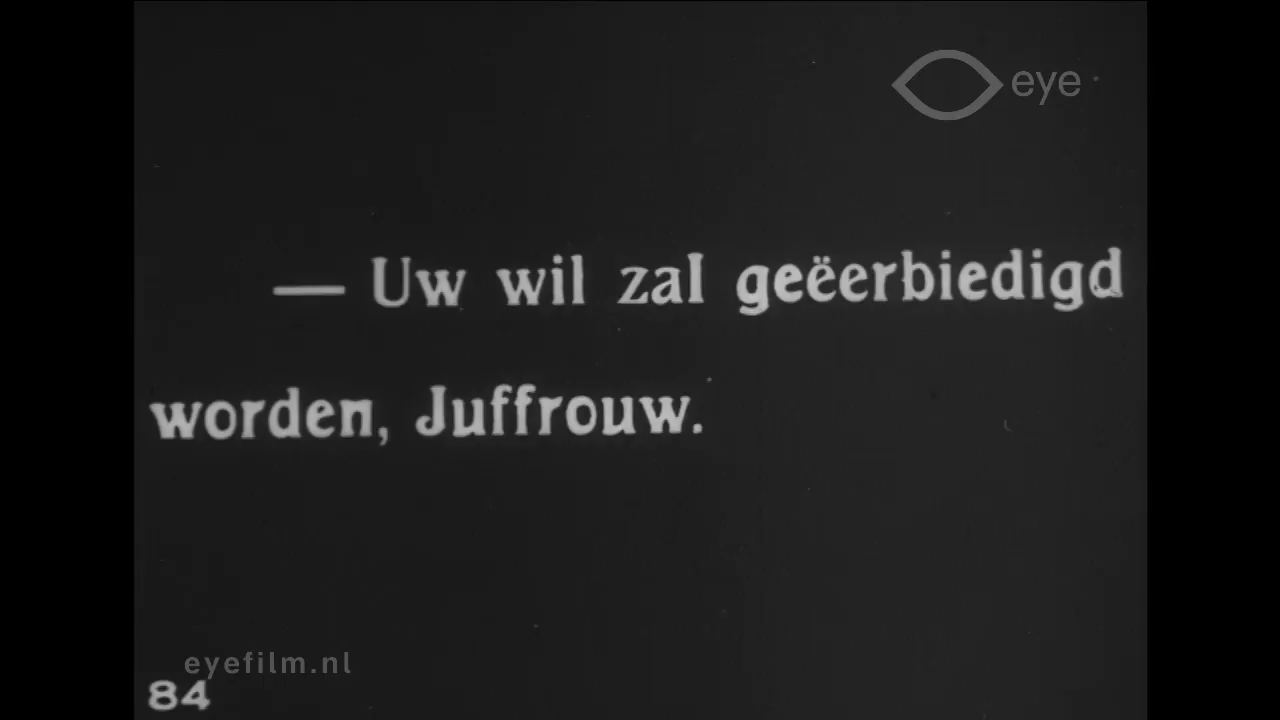 eye
— Uw wil zal geëerbiedigd
worden, Juffrouw.
eyefilm.nl
84